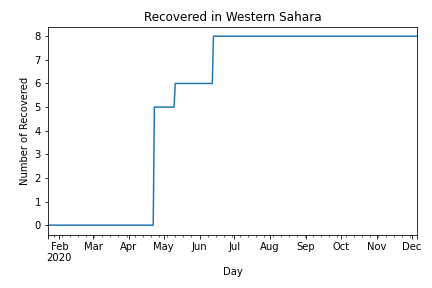 Recovered in Western Sahara
Number of Recovered
8
7
6
5
4
3
2
1
0
Feb Mar Apr May Jun Jul Aug Sep Oct Nov Dec
2020
Day